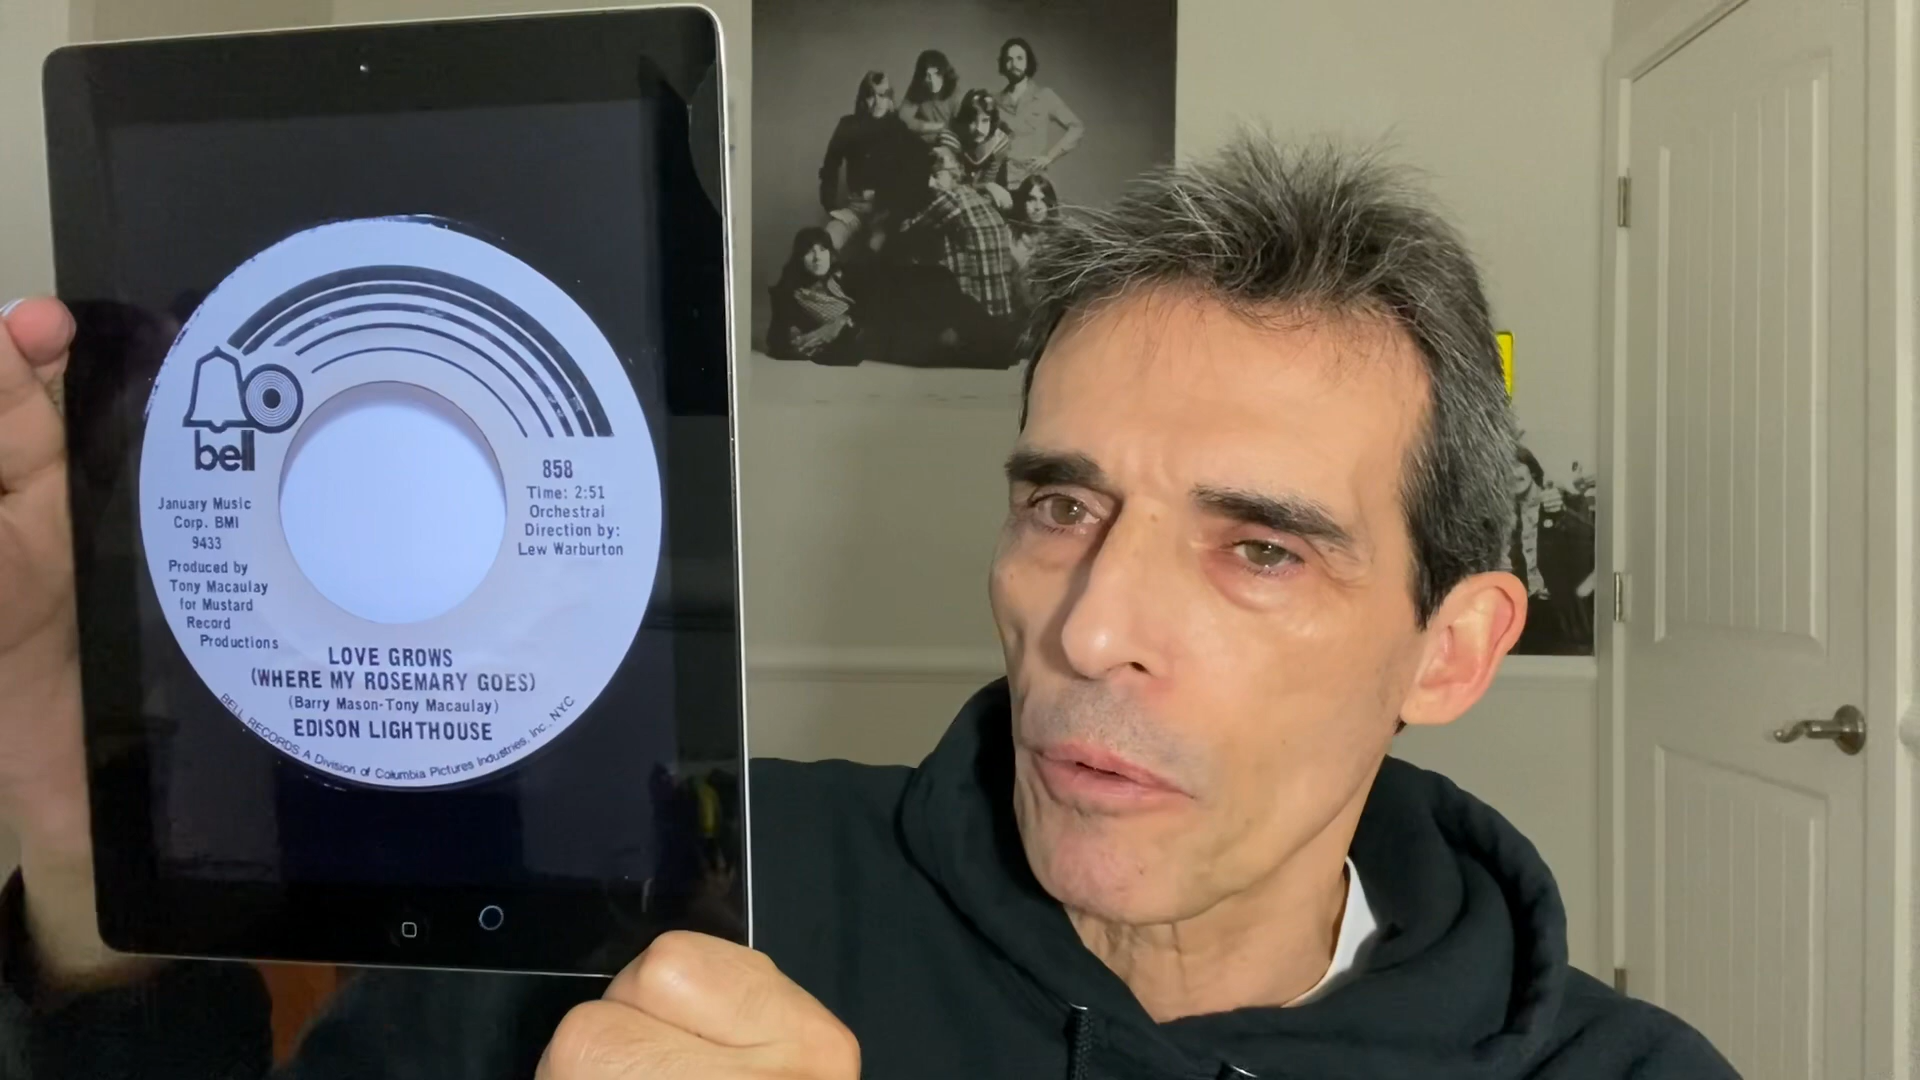 bell
858
Time: 2:51
Orchestral
Direction by:
Lew Warburton
January Music
Corp. BMI
9433
Produced by
Tony Macaulay
for Mustard
Record
Productions
LOVE GROWS
(WHERE MY ROSEMARY GOES)
(Barry Mason-Tony Macaulay)
EDISON LIGHTHOUSE
BELL RECORDS A Division of Columbia Pictures Industries, Inc., NYC